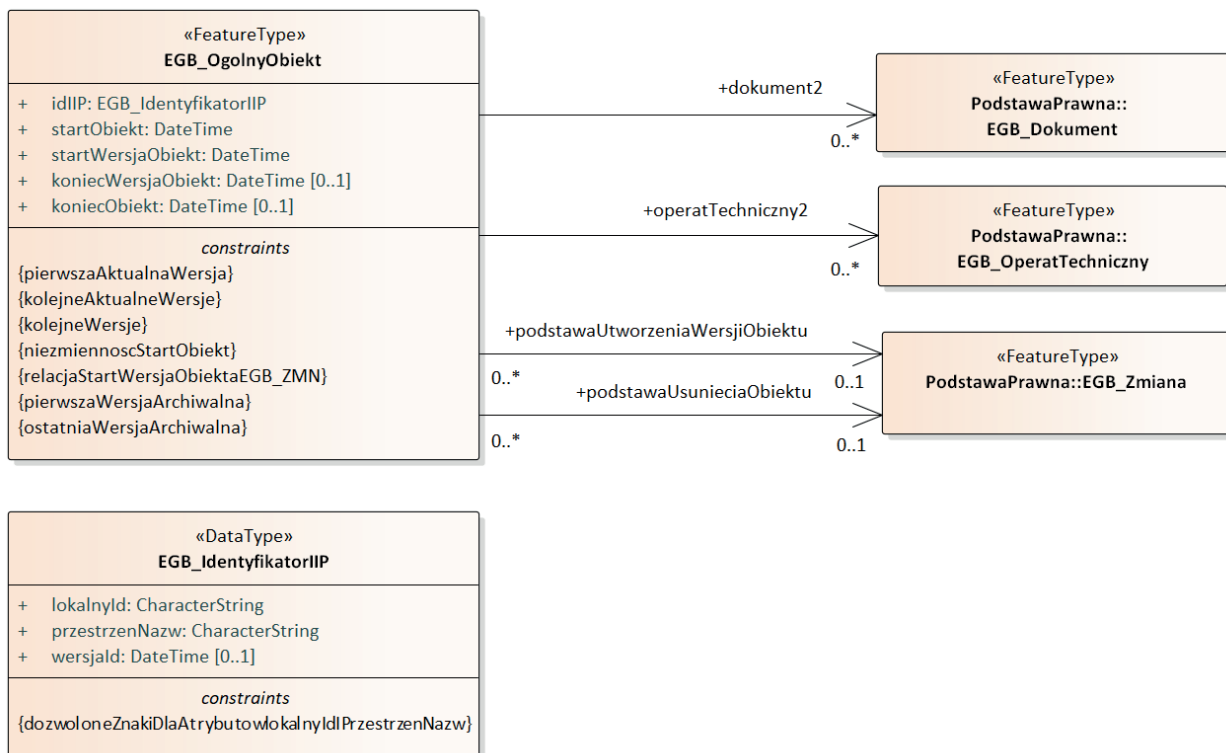 «FeatureType»
EGB_OgolnyObiekt
+ idIIP: EGB_IdentyfikatorIIP
+ startObiekt: DateTime
+ startWersjaObiekt: DateTime
+ koniecWersjaObiekt: DateTime [0..1]
+ koniecObiekt: DateTime [0..1]
constraints
{pierwszaAktualnaWersja}
{kolejneAktualneWersje}
{kolejneWersje}
{niezmiennoscStartObiekt}
{relacjaStartWersjaObiektaEGB_ZMN}
{pierwszaWersjaArchiwalna}
{ostatniaWersjaArchiwalna}
+dokument2
0..*
«FeatureType»
PodstawaPrawna::
EGB_Dokument
+operatTechniczny2
0..*
«FeatureType»
PodstawaPrawna::
EGB_OperatTechniczny
+podstawaUtworzeniaWersjiObiektu
0..*
0..1
+podstawaUsunieciaObiektu
0..*
0..1
«FeatureType»
PodstawaPrawna::EGB_Zmiana
«DataType»
EGB_IdentyfikatorIIP
+ lokalnyId: CharacterString
+ przestrzenNazw: CharacterString
+ wersjaId: DateTime [0..1]
constraints
{dozwoloneZnakiDlaAtrybutowlokalnyIdIPrzestrzenNazw}